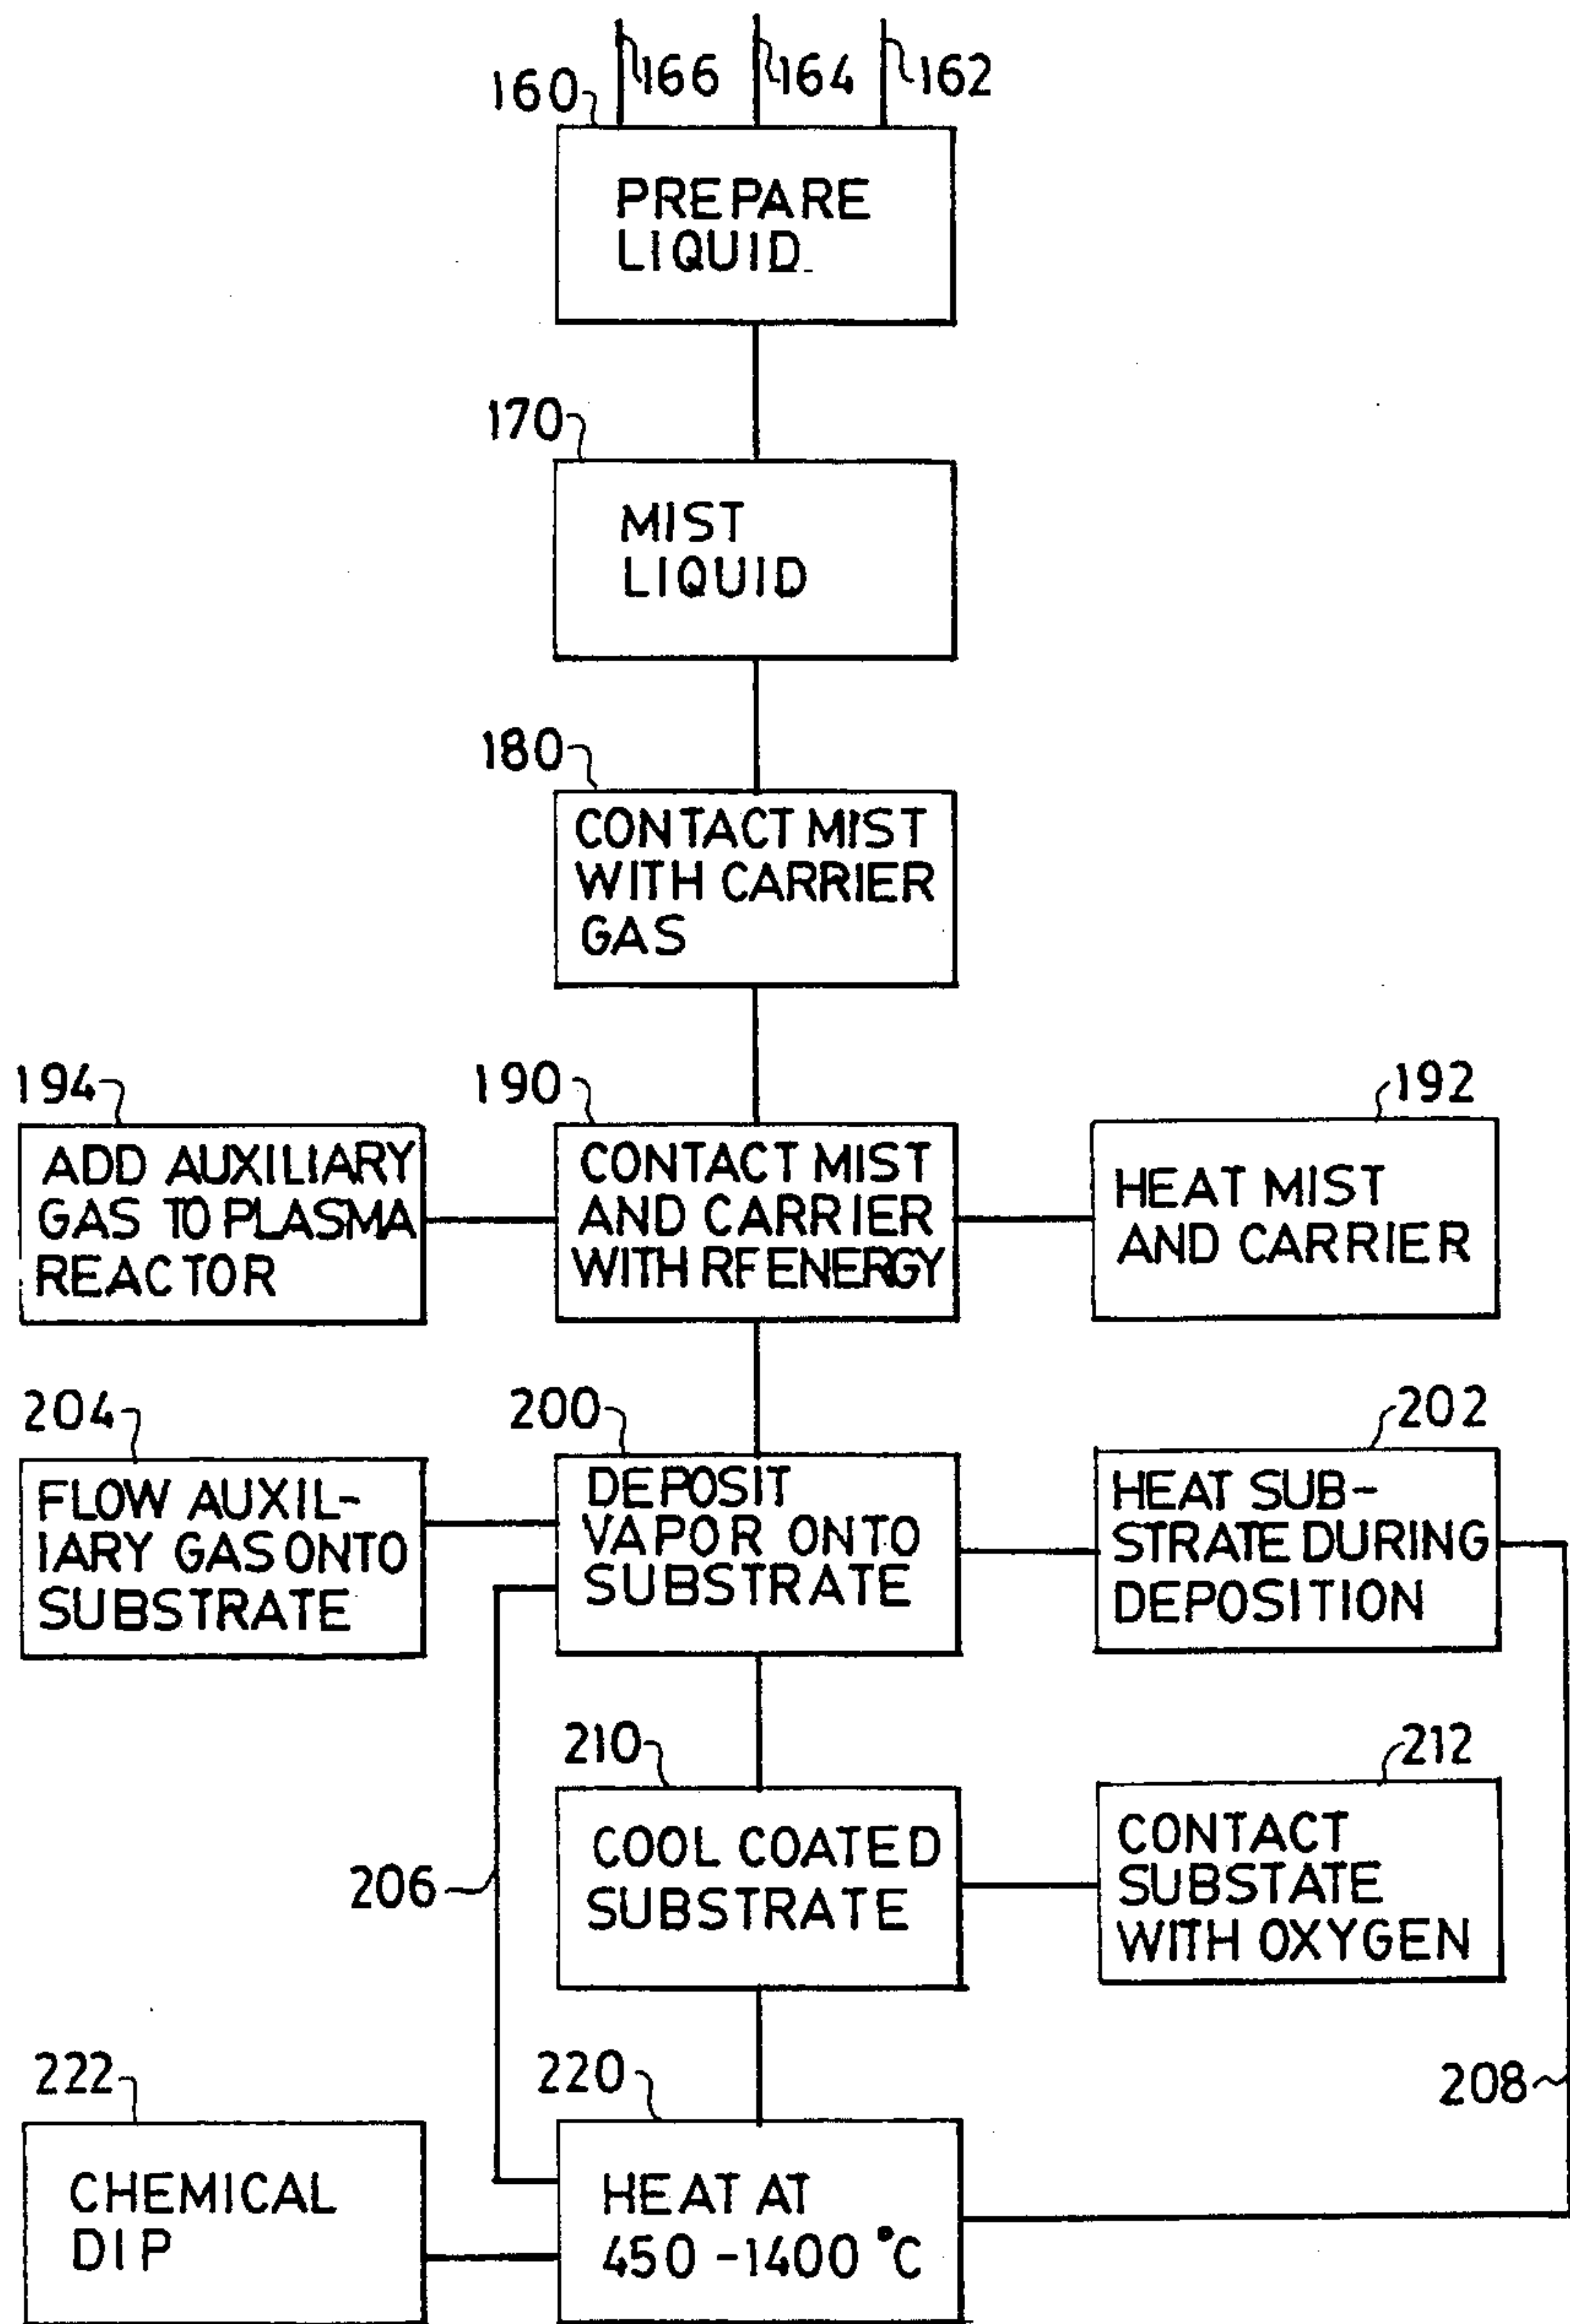 166 164 162
160
PREPARE
LIQUID
170
MIST
LIQUID
180
CONTACT MIST
WITH CARRIER
GAS
194
ADD AUXILIARY
GAS TO PLASMA
REACTOR
190
CONTACT MIST
AND CARRIER
WITH RF ENERGY
192
HEAT MIST
AND CARRIER
204
FLOW AUXIL-
IARY GAS ONTO
SUBSTRATE
200
DEPOSIT
VAPOR ONTO
SUBSTRATE
202
HEAT SUB-
STRATE DURING
DEPOSITION
206
210
COOL COATED
SUBSTRATE
212
CONTACT
SUBSTATE
WITH OXYGEN
208
222
CHEMICAL
DIP
220
HEAT AT
450-1400 °C